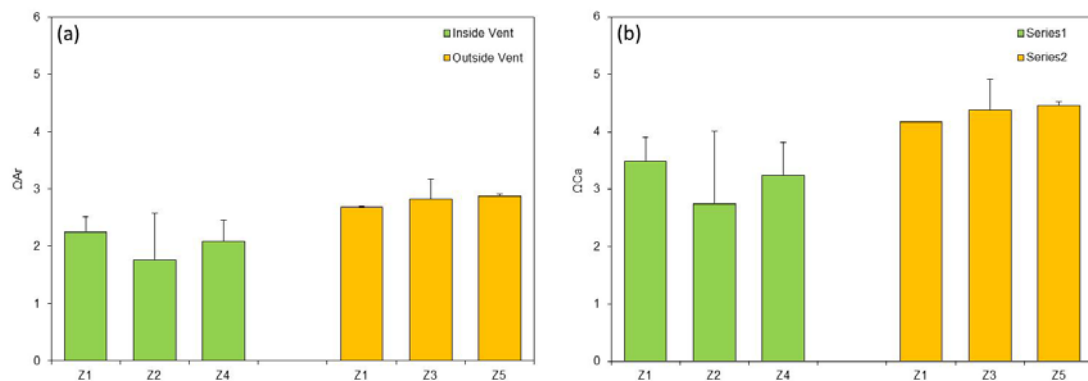 (a)
Inside Vent
Outside Vent
6
5
4
3
2
1
0
ΩAr
Z1 Z2 Z4 Z1 Z3 Z5
(b)
Series1
Series2
6
5
4
3
2
1
0
ΩCa
Z1 Z2 Z4 Z1 Z3 Z5